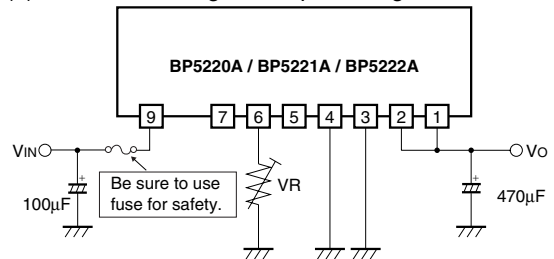 BP5220A / BP5221A / BP5222A
9 7 6 5 4 3 2 1
VIN
VO
Be sure to use
fuse for safety.
VR
+
100µF
+
470µF